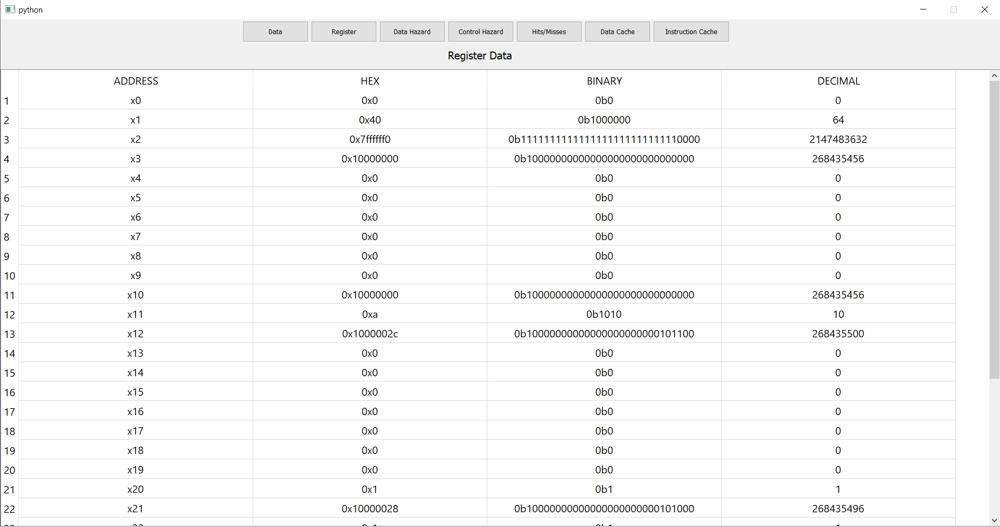 python
Data Register Data Hazard Control Hazard Hits/Misses Data Cache Instruction Cache
Register Data
ADDRESS HEX BINARY DECIMAL
1 x0 0x0 0b0 0
2 x1 0x40 0b1000000 64
3 x2 0x7ffffff0 0b1111111111111111111111111110000 2147483632
4 x3 0x10000000 0b10000000000000000000000000000 268435456
5 x4 0x0 0b0 0
6 x5 0x0 0b0 0
7 x6 0x0 0b0 0
8 x7 0x0 0b0 0
9 x8 0x0 0b0 0
10 x9 0x0 0b0 0
11 x10 0x10000000 0b10000000000000000000000000000 268435456
12 x11 0xa 0b1010 10
13 x12 0x1000002c 0b10000000000000000000000101100 268435500
14 x13 0x0 0b0 0
15 x14 0x0 0b0 0
16 x15 0x0 0b0 0
17 x16 0x0 0b0 0
18 x17 0x0 0b0 0
19 x18 0x0 0b0 0
20 x19 0x0 0b0 0
21 x20 0x1 0b1 1
22 x21 0x10000028 0b10000000000000000000000101000 268435496